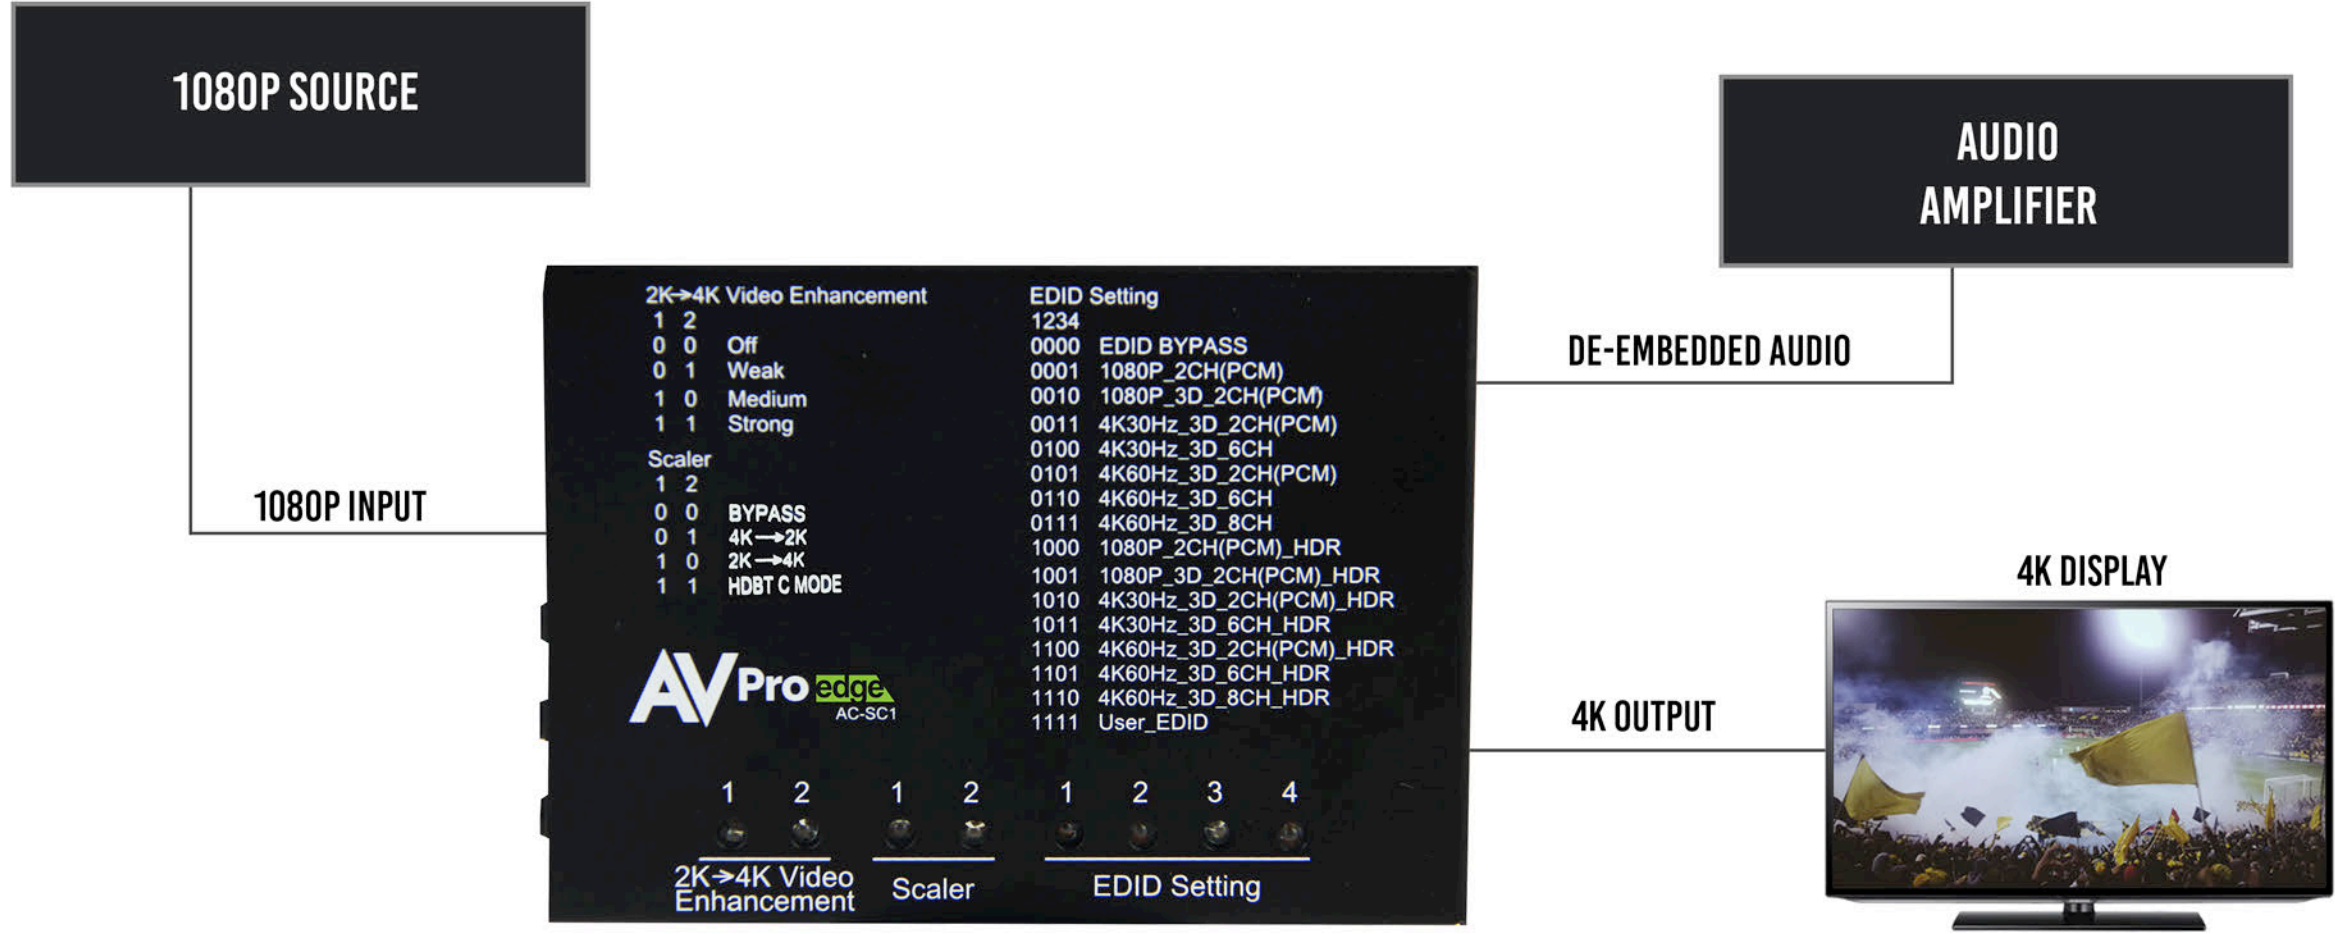 1080P SOURCE
AUDIO
AMPLIFIER
2K→4K Video Enhancement
1 2
0 0 Off
0 1 Weak
1 0 Medium
1 1 Strong
Scaler
1 2
0 0 BYPASS
0 1 4K→2K
1 0 2K→4K
1 1 HDBT C MODE
EDID Setting
1234
0000 EDID BYPASS
0001 1080P_2CH(PCM)
0010 1080P_3D_2CH(PCM)
0011 4K30Hz_3D_2CH(PCM)
0100 4K30Hz_3D_6CH
0101 4K60Hz_3D_2CH(PCM)
0110 4K60Hz_3D_6CH
0111 4K60Hz_3D_8CH
1000 1080P_2CH(PCM)_HDR
1001 1080P_3D_2CH(PCM)_HDR
1010 4K30Hz_3D_2CH(PCM)_HDR
1011 4K30Hz_3D_6CH_HDR
1100 4K60Hz_3D_2CH(PCM)_HDR
1101 4K60Hz_3D_6CH_HDR
1110 4K60Hz_3D_8CH_HDR
1111 User_EDID
DE-EMBEDDED AUDIO
1080P INPUT
4K DISPLAY
AVPro edge
AC-SC1
4K OUTPUT
1 2 1 2 1 2 3 4
2K→4K Video
Enhancement
Scaler
EDID Setting